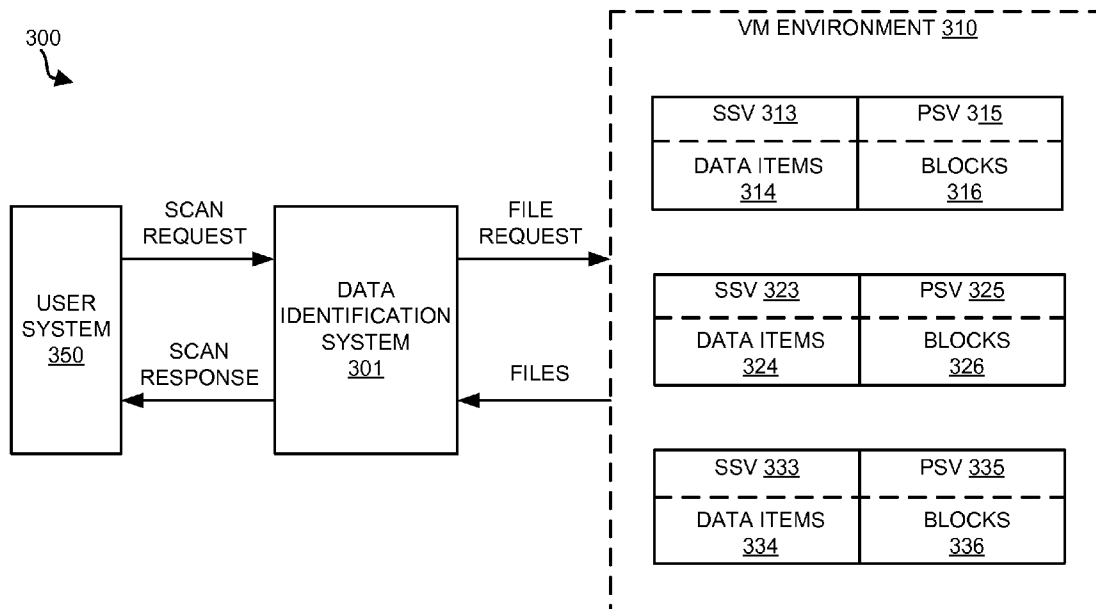 300
VM ENVIRONMENT 310
SSV 313
PSV 315
DATA ITEMS
314
BLOCKS
316
SCAN
REQUEST
FILE
REQUEST
USER
SYSTEM
350
DATA
IDENTIFICATION
SYSTEM
301
SCAN
RESPONSE
FILES
SSV 323
PSV 325
DATA ITEMS
324
BLOCKS
326
SSV 333
PSV 335
DATA ITEMS
334
BLOCKS
336